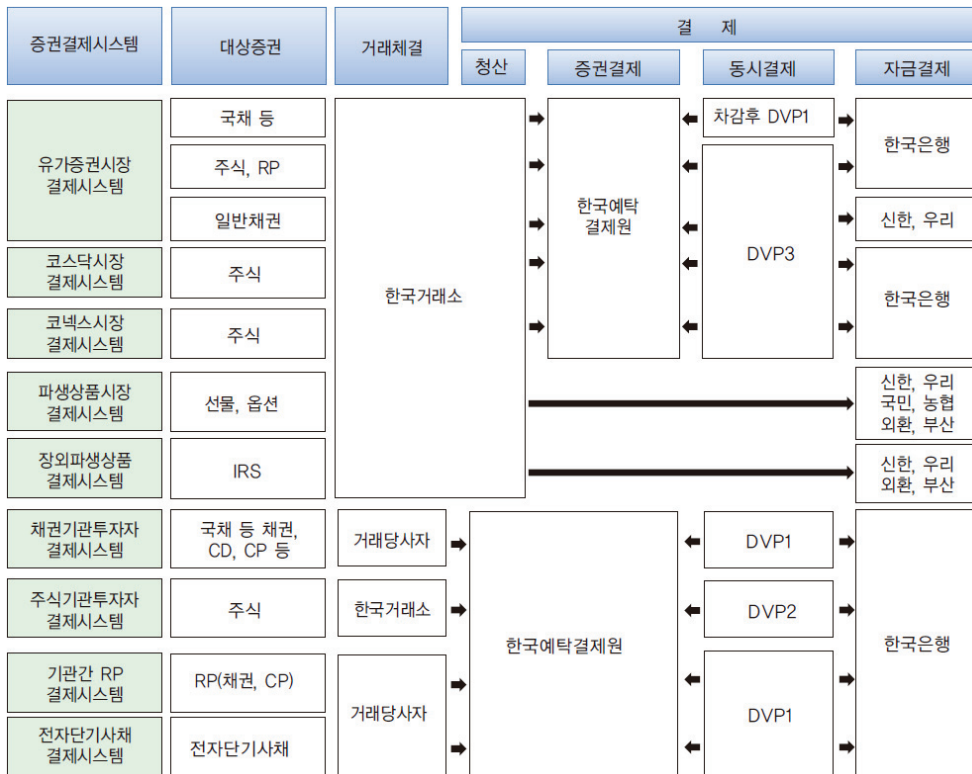 증권결제시스템
대상증권
거래체결
결 제
청산
증권결제
동시결제
자금결제
유가증권시장
결제시스템
국채 등
주식, RP
일반채권
코스닥시장
결제시스템
주식
코넥스시장
결제시스템
주식
파생상품시장
결제시스템
선물, 옵션
장외파생상품
결제시스템
IRS
한국거래소
한국예탁
결제원
차감후 DVP1
DVP3
한국은행
신한, 우리
한국은행
신한, 우리
국민, 농협
외환, 부산
신한, 우리
외환, 부산
채권기관투자자
결제시스템
국채 등 채권,
CD, CP 등
거래당사자
DVP1
주식기관투자자
결제시스템
주식
한국거래소
DVP2
한국예탁결제원
한국은행
기관간 RP
결제시스템
RP(채권, CP)
거래당사자
DVP1
전자단기사채
결제시스템
전자단기사채